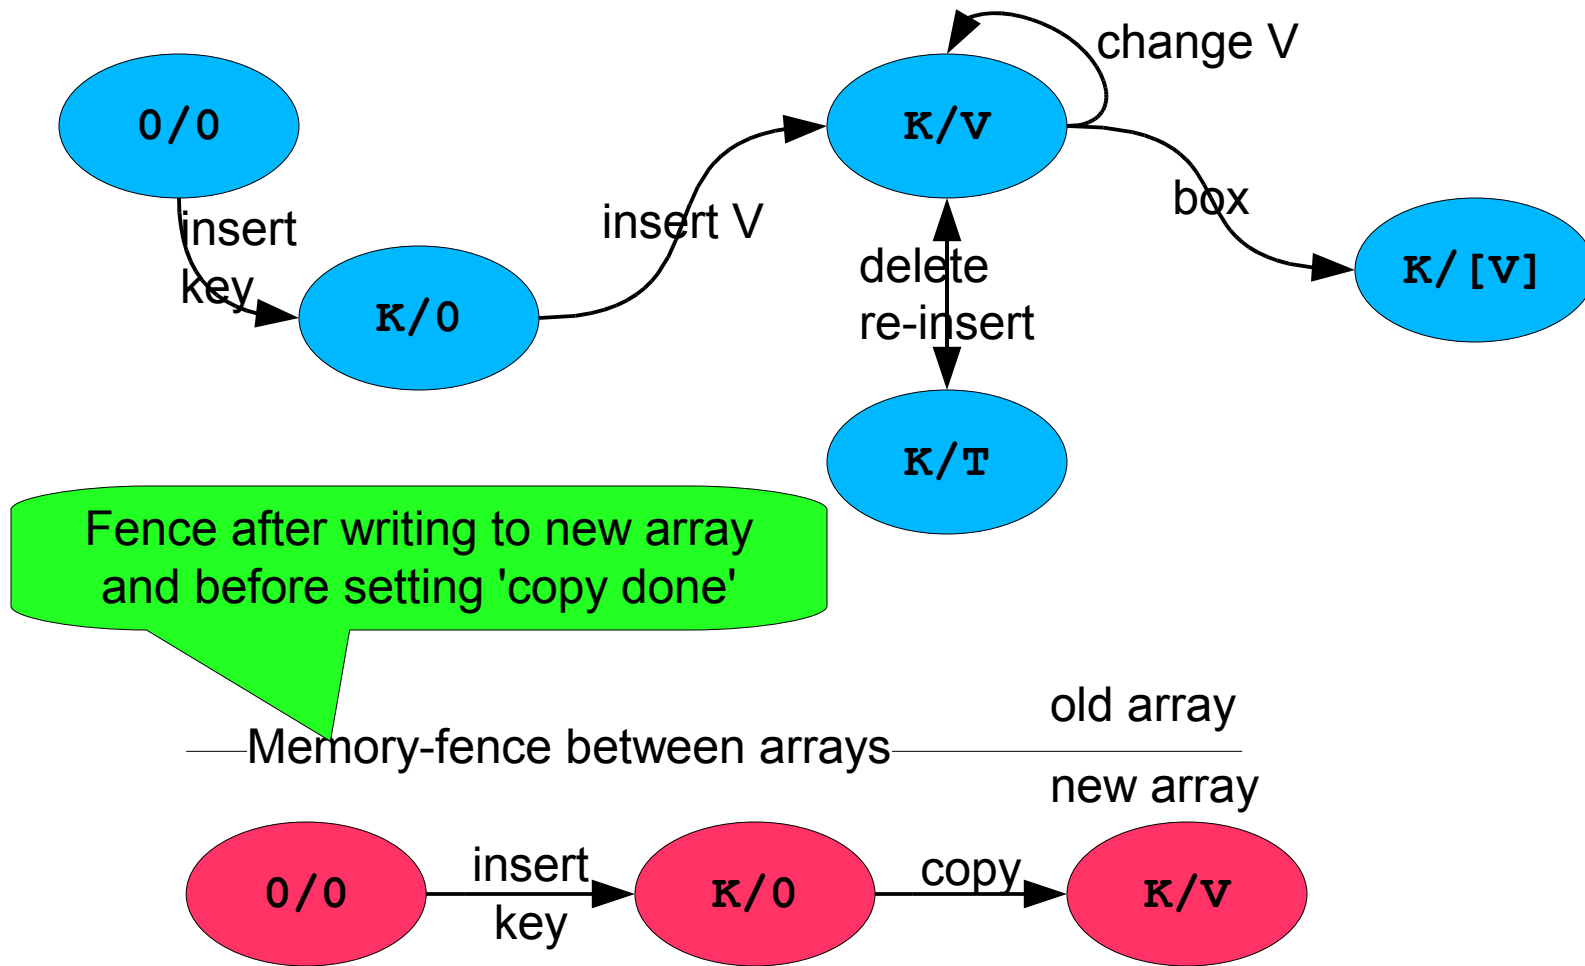 change V
0/0
K/V
insert
key
insert V
box
delete
re-insert
K/0
K/[V]
K/T
Fence after writing to new array
and before setting 'copy done'
old array
Memory-fence between arrays
new array
0/0
insert
key
K/0
copy
K/V